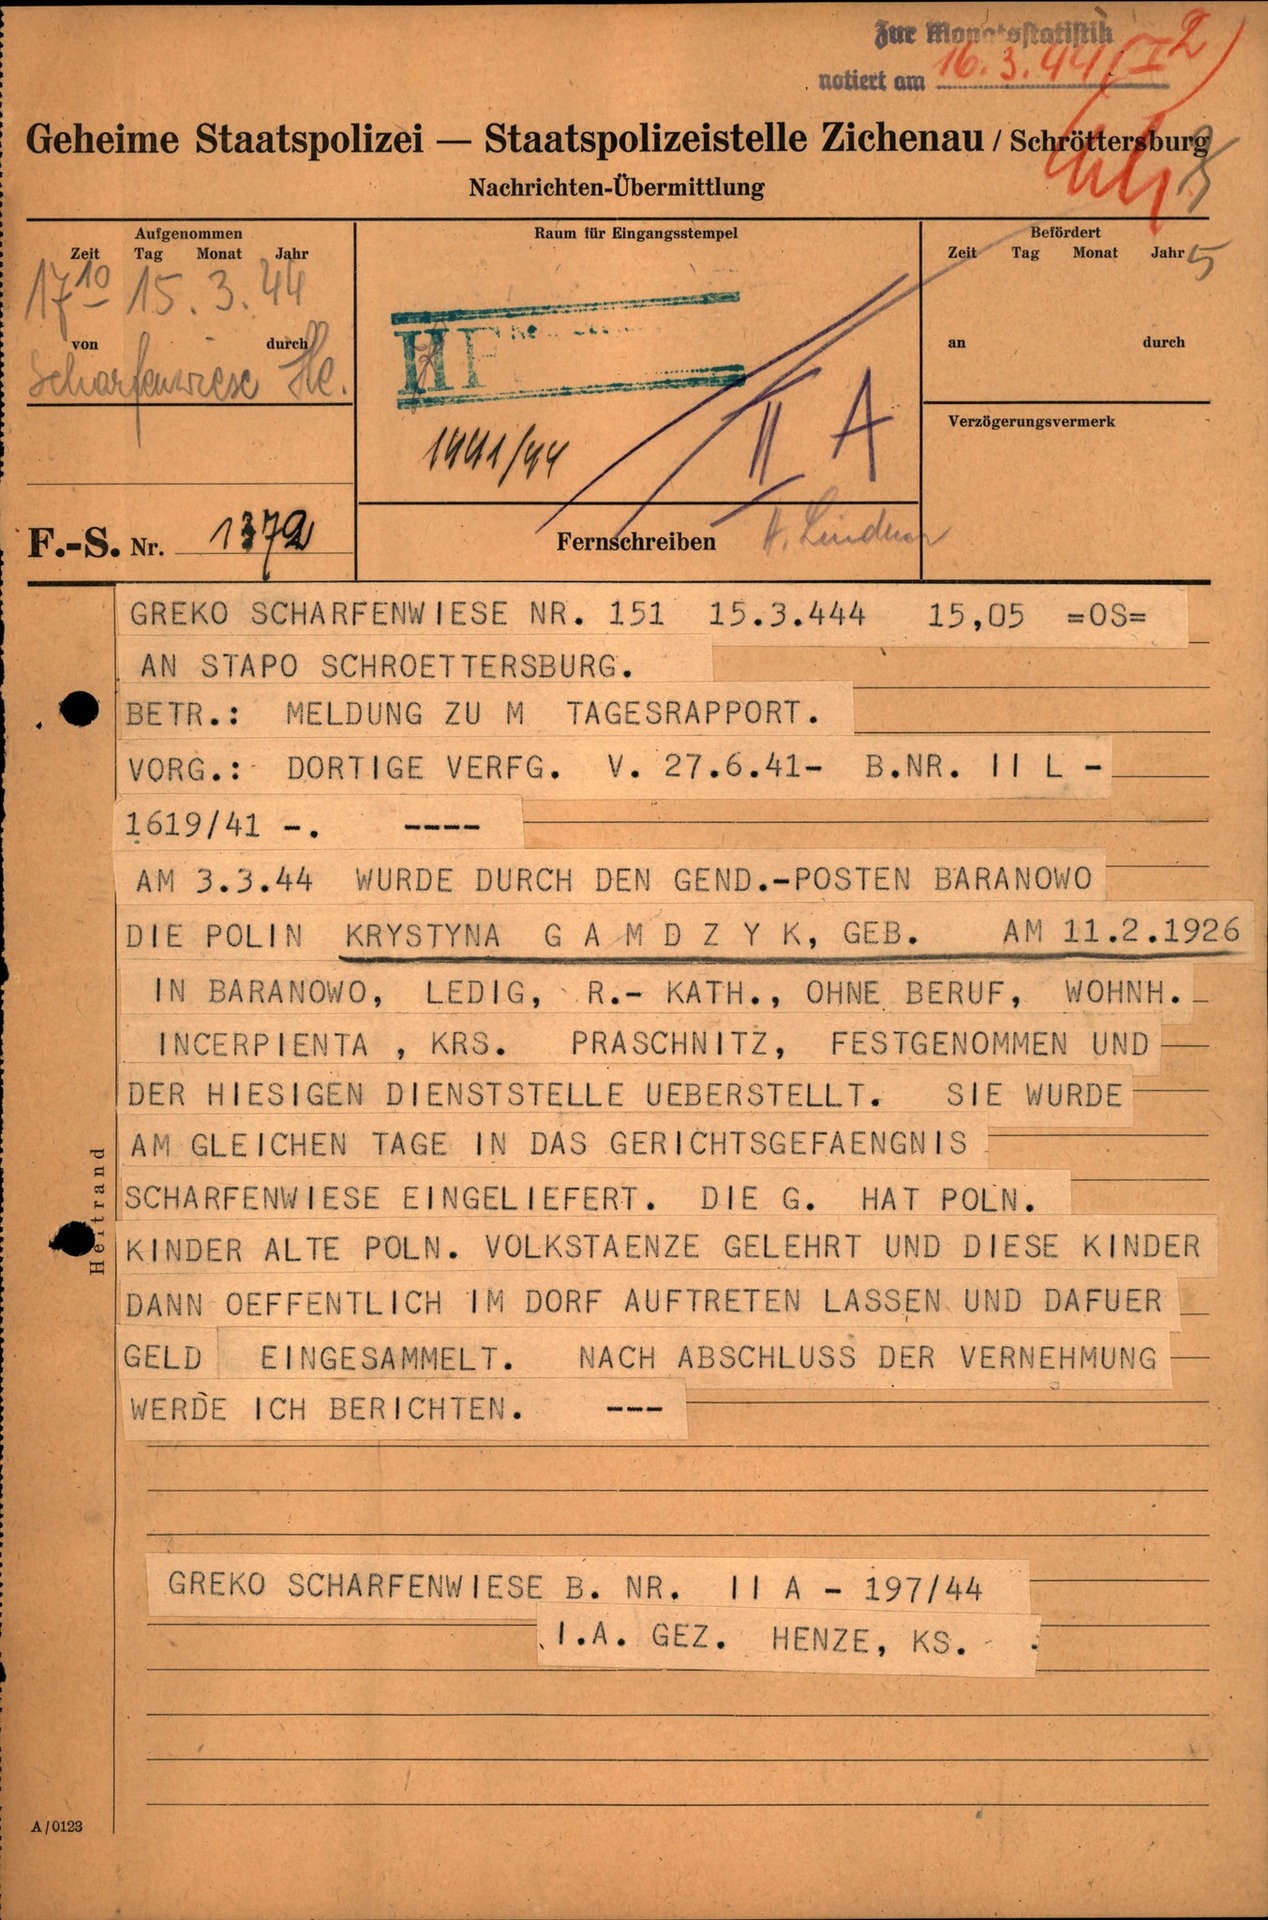 Zur Monatsstatistik
notiert am 16.3.44 (I 2)
Geheime Staatspolizei — Staatspolizeistelle Zichenau / Schröttersburg
Nachrichten-Übermittlung
Aufgenommen
Zeit Tag Monat Jahr
17 10 15. 3. 44
von durch
Scharfenwiese He.
Raum für Eingangsstempel
1441/44
II A
Befördert
Zeit Tag Monat Jahr
5
an durch
Verzögerungsvermerk
F.-S. Nr. 1372
Fernschreiben
GREKO SCHARFENWIESE NR. 151 15.3.444 15,05 =OS=
AN STAPO SCHROETTERSBURG.
BETR.: MELDUNG ZU M TAGESRAPPORT.
VORG.: DORTIGE VERFG. V. 27.6.41- B.NR. II L -
1619/41 -. ----
AM 3.3.44 WURDE DURCH DEN GEND.-POSTEN BARANOWO
DIE POLIN KRYSTYNA G A M D Z Y K, GEB. AM 11.2.1926
IN BARANOWO, LEDIG, R.- KATH., OHNE BERUF, WOHNH.
INCERPIENTA , KRS. PRASCHNITZ, FESTGENOMMEN UND
DER HIESIGEN DIENSTSTELLE UEBERSTELLT. SIE WURDE
AM GLEICHEN TAGE IN DAS GERICHTSGEFAENGNIS
SCHARFENWIESE EINGELIEFERT. DIE G. HAT POLN.
KINDER ALTE POLN. VOLKSTAENZE GELEHRT UND DIESE KINDER
DANN OEFFENTLICH IM DORF AUFTRETEN LASSEN UND DAFUER
GELD EINGESAMMELT. NACH ABSCHLUSS DER VERNEHMUNG
WERDE ICH BERICHTEN. ---
GREKO SCHARFENWIESE B. NR. II A - 197/44
I.A. GEZ. HENZE, KS. .
Heftrand
A/0123